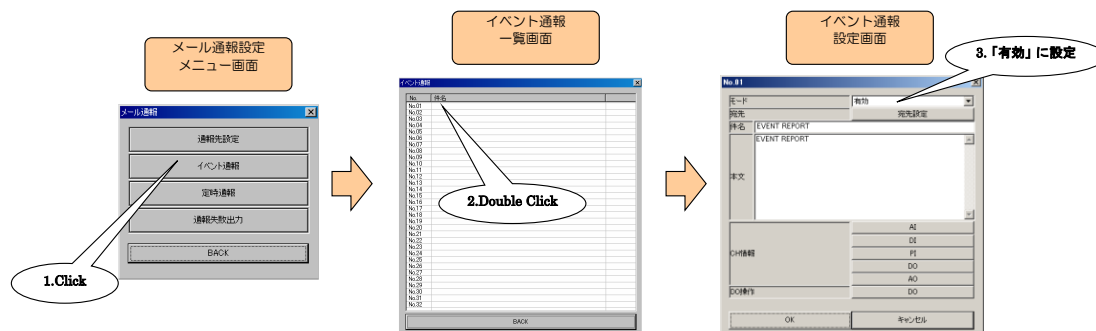 メール通報設定
メニュー画面
メール通報
通報先設定
イベント通報
定時通報
通報失敗出力
BACK
1.Click
イベント通報
一覧画面
イベント通報
No.
件名
No.01
No.02
No.03
No.04
No.05
No.06
No.07
No.08
No.09
No.10
No.11
No.12
No.13
No.14
No.15
No.16
No.17
No.18
No.19
No.20
No.21
No.22
No.23
No.24
No.25
No.26
No.27
No.28
No.29
No.30
No.31
No.32
2.Double Click
BACK
イベント通報
設定画面
3.「有効」に設定
No.01
モード 有効
宛先 宛先設定
件名 EVENT REPORT
本文 EVENT REPORT
CH情報
AI
DI
PI
DO
AO
DO操作 DO
OK キャンセル